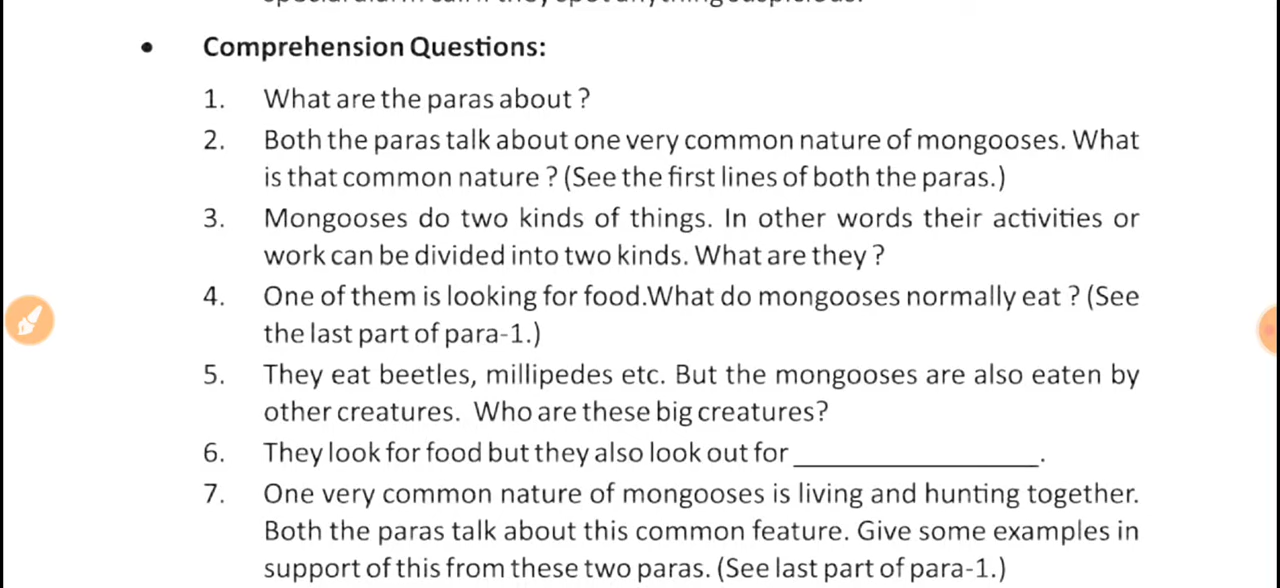 • Comprehension Questions:
1. What are the paras about ?
2. Both the paras talk about one very common nature of mongooses. What
is that common nature ? (See the first lines of both the paras.)
3. Mongooses do two kinds of things. In other words their activities or
work can be divided into two kinds. What are they ?
4. One of them is looking for food.What do mongooses normally eat ? (See
the last part of para-1.)
5. They eat beetles, millipedes etc. But the mongooses are also eaten by
other creatures. Who are these big creatures?
6. They look for food but they also look out for _________________.
7. One very common nature of mongooses is living and hunting together.
Both the paras talk about this common feature. Give some examples in
support of this from these two paras. (See last part of para-1.)